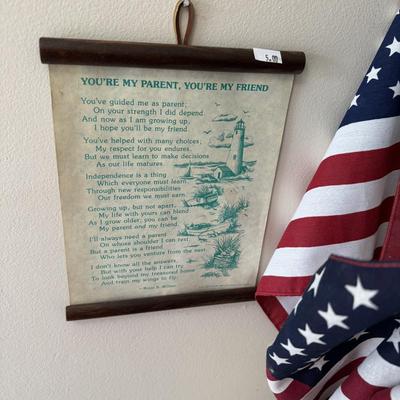 5.00
YOU'RE MY PARENT, YOU'RE MY FRIEND
You've guided me as parent;
On your strength I did depend.
And now as I am growing up,
I hope you'll be my friend.
You've helped with many choices;
My respect for you endures.
But we must learn to make decisions
As our life matures.
Independence is a thing
Which everyone must learn.
Through new responsibilities
Our freedom we must earn.
Growing up, but not apart,
My life with yours can blend.
As I grow older, you can be
My parent and my friend.
I'll always need a parent
On whose shoulder I can rest.
But a parent is a friend
Who lets you venture from the nest.
I don't know all the answers,
But with your help I can try
To look beyond my treasured home
And train my wings to fly.